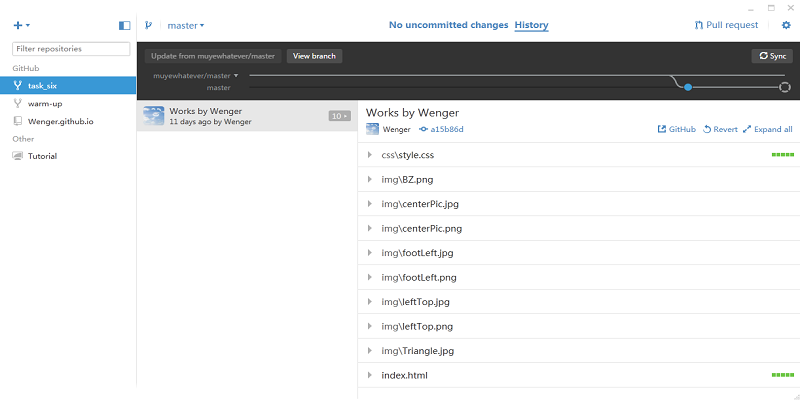 master
No uncommitted changes History
Pull request
Filter repositories
GitHub
task_six
warm-up
Wenger.github.io
Other
Tutorial
Update from muyewhatever/master
View branch
Sync
muyewhatever/master
master
Works by Wenger
11 days ago by Wenger
10 +
Works by Wenger
Wenger a15b86d
GitHub Revert Expand all
css\style.css
img\BZ.png
img\centerPic.jpg
img\centerPic.png
img\footLeft.jpg
img\footLeft.png
img\leftTop.jpg
img\leftTop.png
img\Triangle.jpg
index.html